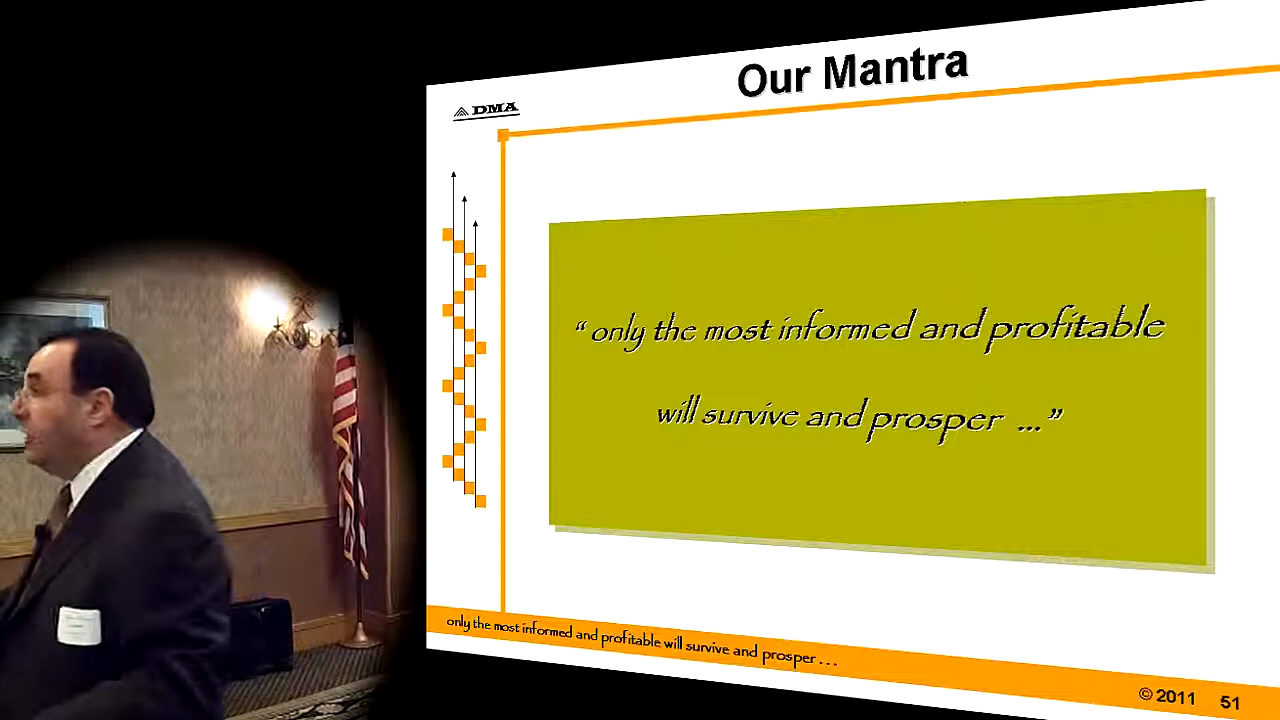 Our Mantra
DMA
“ only the most informed and profitable
will survive and prosper ...”
only the most informed and profitable will survive and prosper . . .
© 2011 51